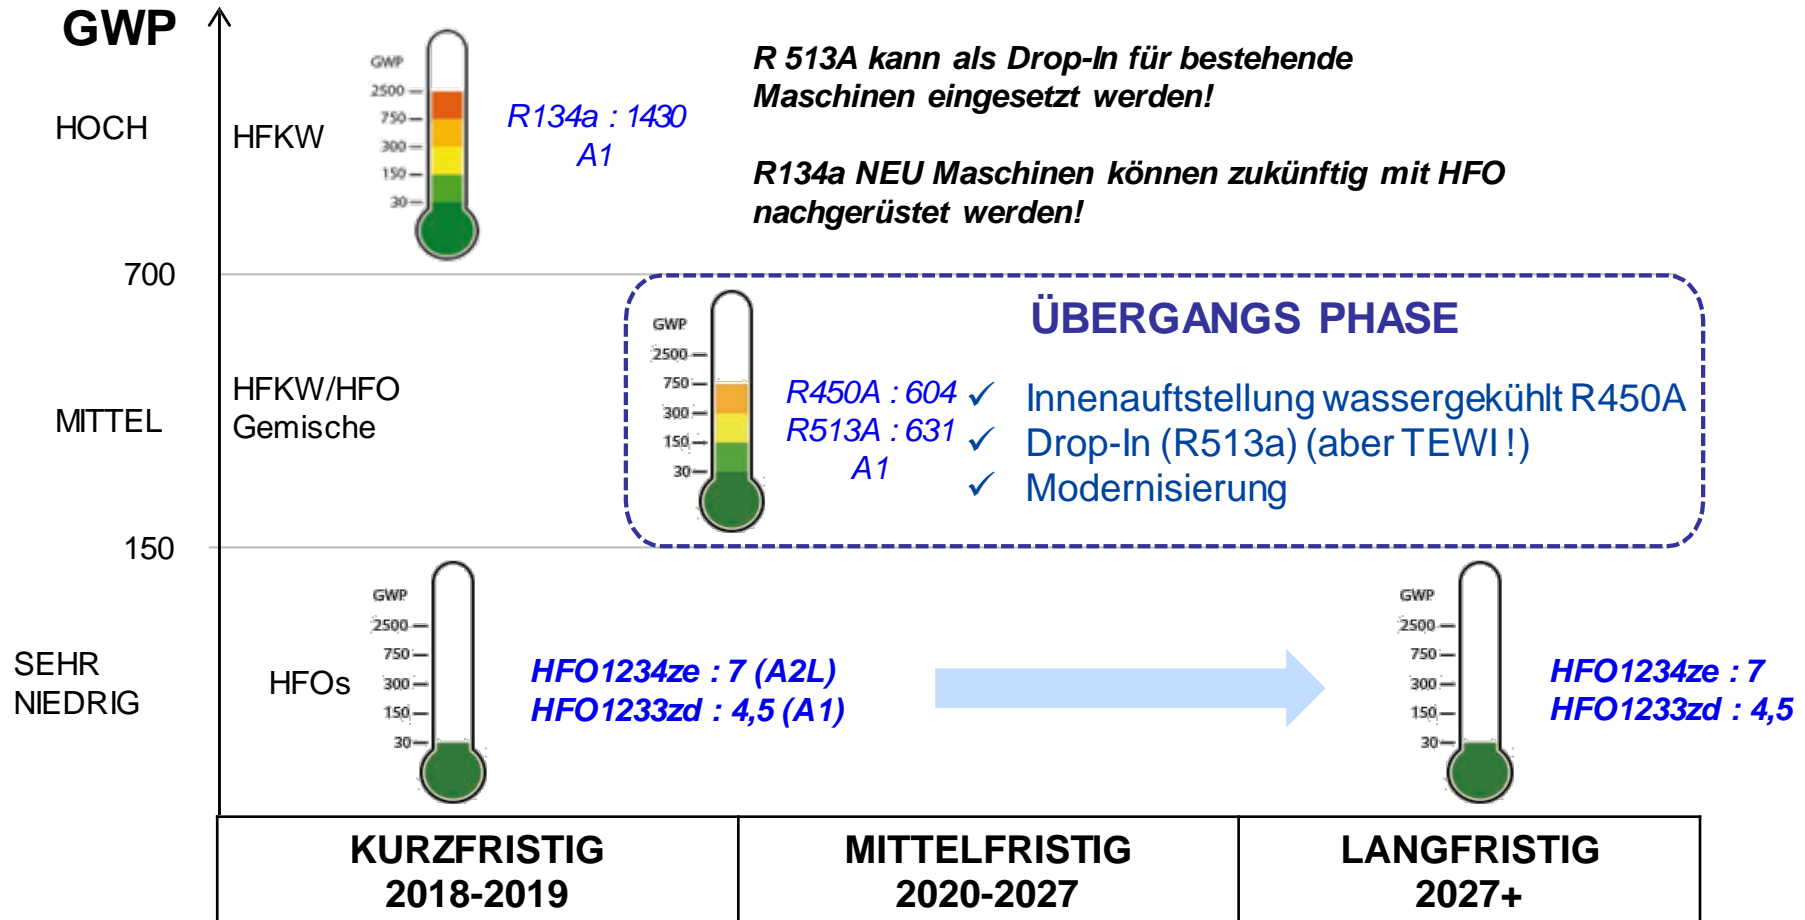 GWP
HOCH
HFKW
GWP
2500
750
300
150
30
R134a : 1430
A1
R 513A kann als Drop-In für bestehende
Maschinen eingesetzt werden!
R134a NEU Maschinen können zukünftig mit HFO
nachgerüstet werden!
700
MITTEL
HFKW/HFO
Gemische
GWP
2500
750
300
150
30
R450A : 604
R513A : 631
A1
ÜBERGANGS PHASE
✓ Innenauftstellung wassergekühlt R450A
✓ Drop-In (R513a) (aber TEWI !)
✓ Modernisierung
150
SEHR
NIEDRIG
HFOs
GWP
2500
750
300
150
30
HFO1234ze : 7 (A2L)
HFO1233zd : 4,5 (A1)
GWP
2500
750
300
150
30
HFO1234ze : 7
HFO1233zd : 4,5
KURZFRISTIG
2018-2019
MITTELFRISTIG
2020-2027
LANGFRISTIG
2027+